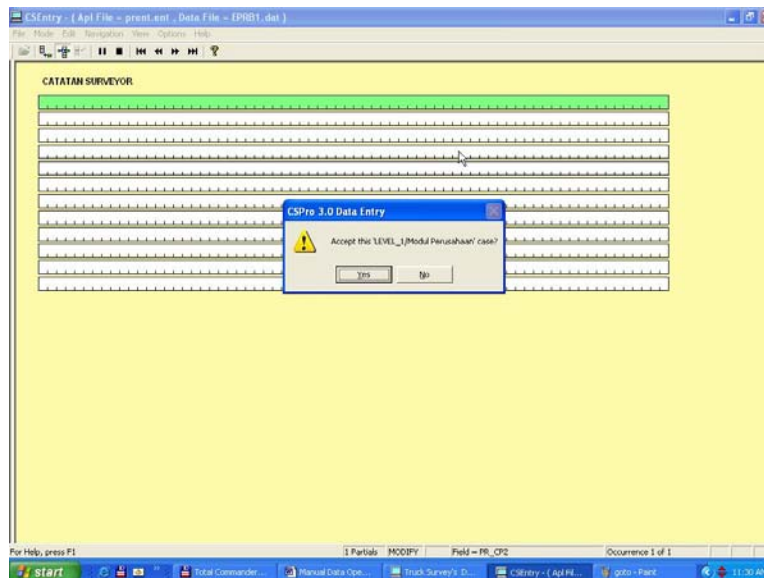 CSEntry - ( Apl File = prent.ent , Data File = EPRB1.dat )
File Mode Edit Navigation View Options Help
CATATAN SURVEYOR
CSPro 3.0 Data Entry
Accept this 'LEVEL_1/Modul Perusahaan' case?
Yes No
For Help, press F1 1 Partials MODIFY Field = PR_CP2 Occurrence 1 of 1
start Total Commander... Manual Data Ope... Truck Survey's D... CSEntry - ( Apl Fil... goto - Paint 11:30 AM